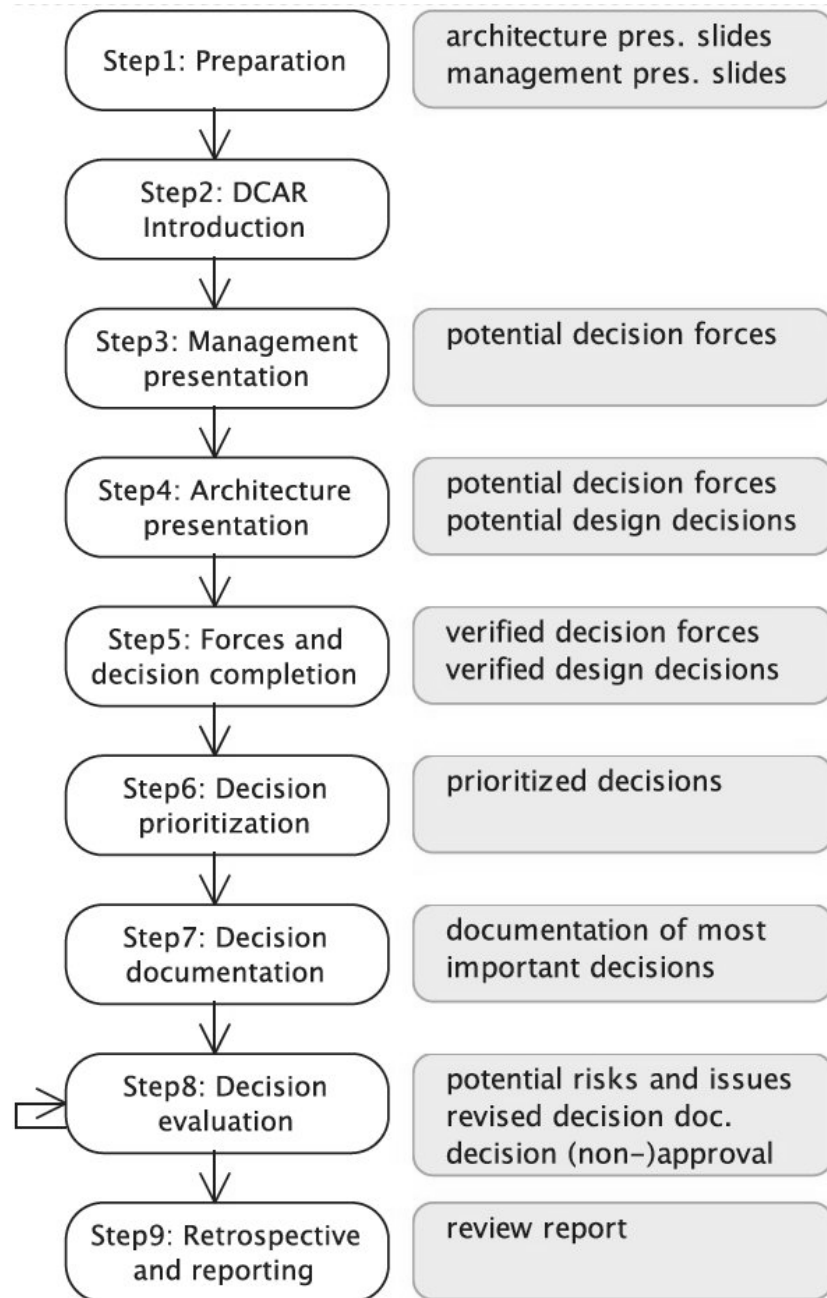 Step1: Preparation
architecture pres. slides
management pres. slides
Step2: DCAR
Introduction
Step3: Management
presentation
potential decision forces
Step4: Architecture
presentation
potential decision forces
potential design decisions
Step5: Forces and
decision completion
verified decision forces
verified design decisions
Step6: Decision
prioritization
prioritized decisions
Step7: Decision
documentation
documentation of most
important decisions
Step8: Decision
evaluation
potential risks and issues
revised decision doc.
decision (non-)approval
Step9: Retrospective
and reporting
review report